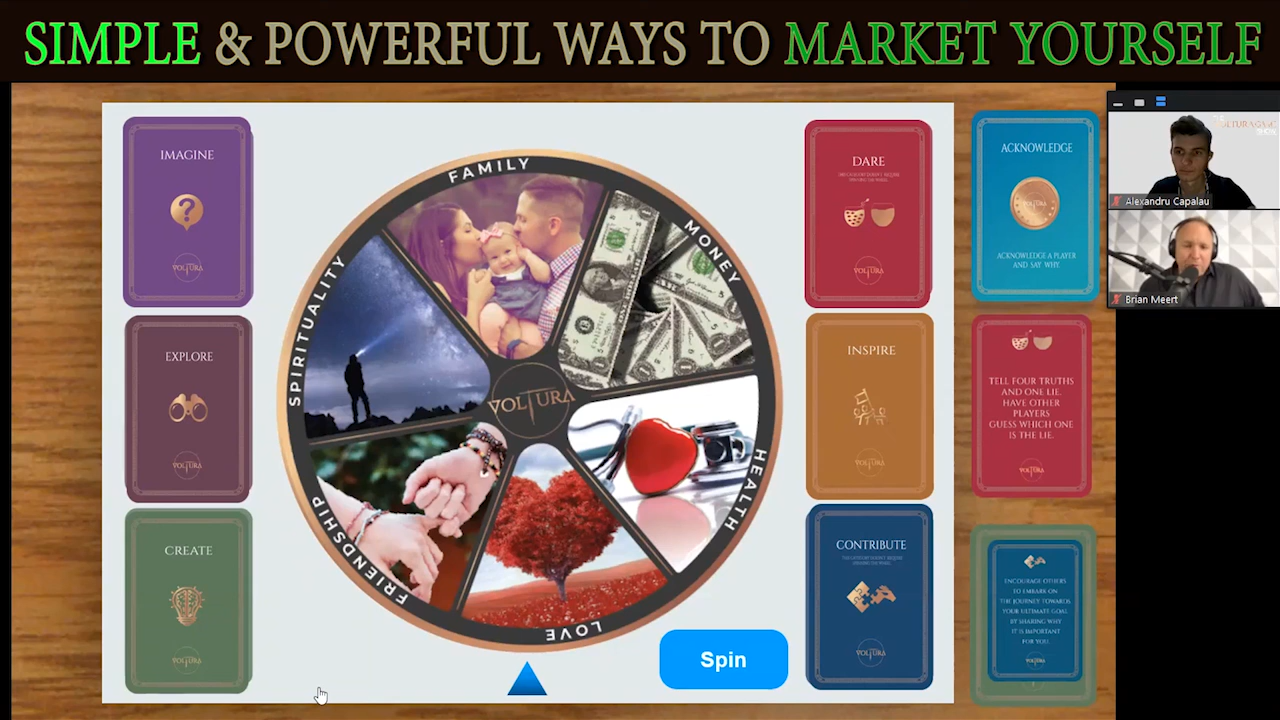 SIMPLE & POWERFUL WAYS TO MARKET YOURSELF
IMAGINE
VOLTURA
EXPLORE
VOLTURA
CREATE
VOLTURA
FAMILY
MONEY
HEALTH
LOVE
FRIENDSHIP
SPIRITUALITY
VOLTURA
Spin
DARE
VOLTURA
INSPIRE
VOLTURA
CONTRIBUTE
VOLTURA
ACKNOWLEDGE
VOLTURA
ACKNOWLEDGE A PLAYER
AND SAY WHY.
TELL FOUR TRUTHS
AND ONE LIE.
HAVE OTHER
PLAYERS
GUESS WHICH ONE
IS THE LIE.
VOLTURA
ENCOURAGE OTHERS
TO EMBARK ON
THE JOURNEY TOWARDS
YOUR ULTIMATE GOAL
BY SHARING WHY
IT IS IMPORTANT
FOR YOU.
VOLTURA
SHOW
Alexandru Capalau
Brian Meert